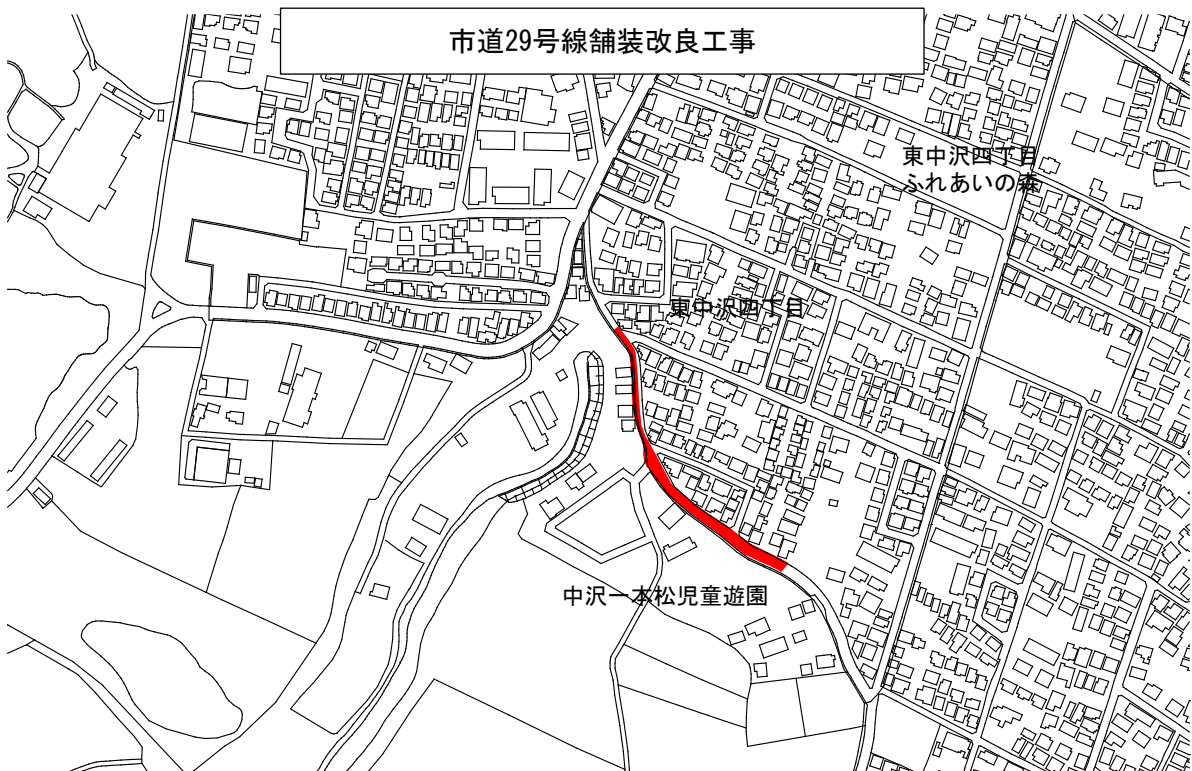 市道29号線舗装改良工事
東中沢四丁目
ふれあいの森
東中沢四丁目
中沢一本松児童遊園